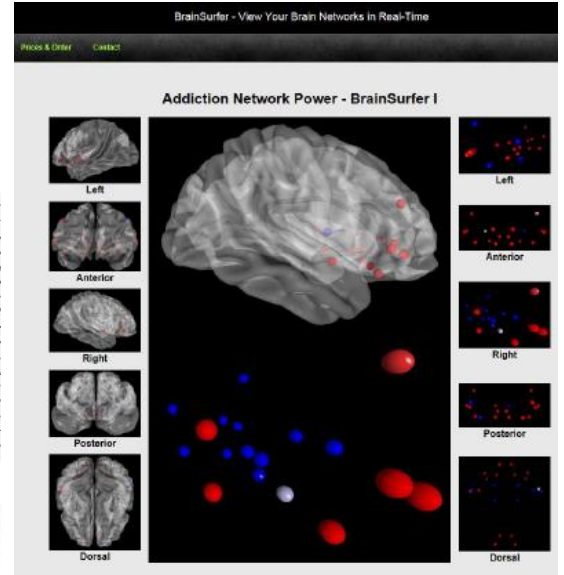 BrainSurfer - View Your Brain Networks in Real-Time
Prices & Order Contact
Addiction Network Power - BrainSurfer I
Left
Anterior
Right
Posterior
Dorsal
Left
Anterior
Right
Posterior
Dorsal